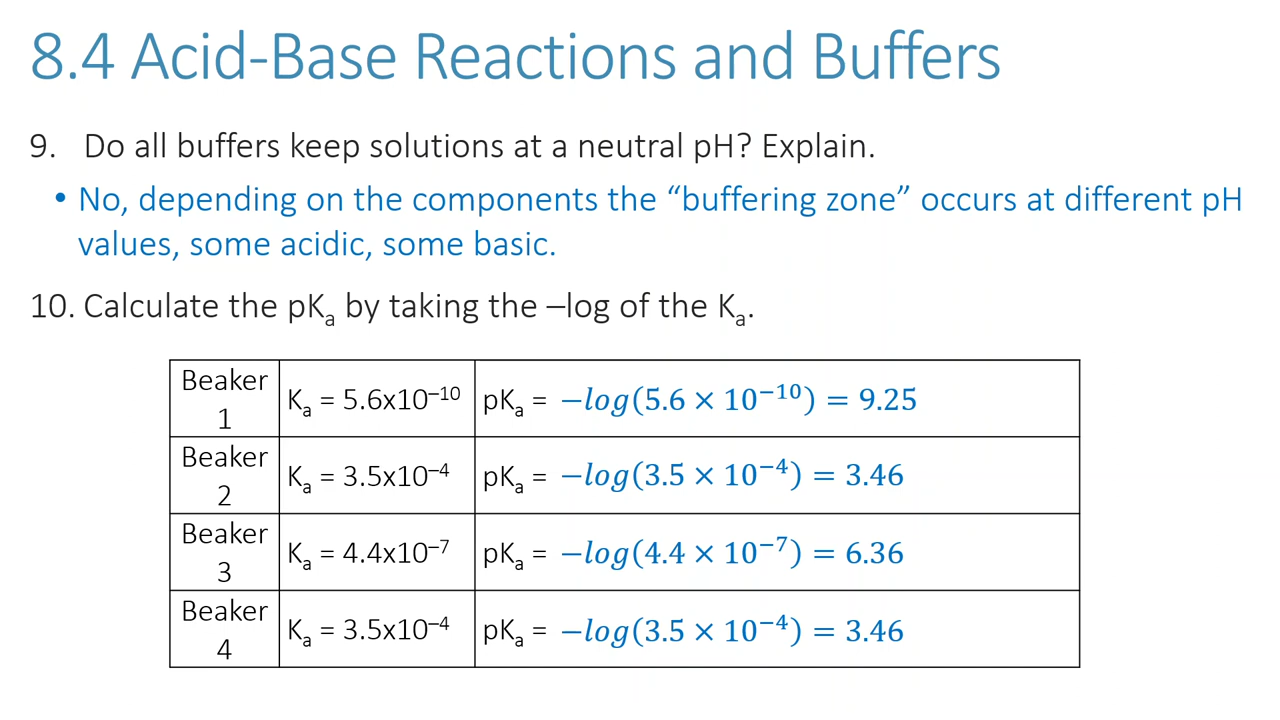 8.4 Acid-Base Reactions and Buffers
9. Do all buffers keep solutions at a neutral pH? Explain.
• No, depending on the components the “buffering zone” occurs at different pH
values, some acidic, some basic.
10. Calculate the pKₐ by taking the –log of the Kₐ.
Beaker
1
Kₐ = 5.6x10⁻¹⁰
pKₐ = −log(5.6 × 10⁻¹⁰) = 9.25
Beaker
2
Kₐ = 3.5x10⁻⁴
pKₐ = −log(3.5 × 10⁻⁴) = 3.46
Beaker
3
Kₐ = 4.4x10⁻⁷
pKₐ = −log(4.4 × 10⁻⁷) = 6.36
Beaker
4
Kₐ = 3.5x10⁻⁴
pKₐ = −log(3.5 × 10⁻⁴) = 3.46